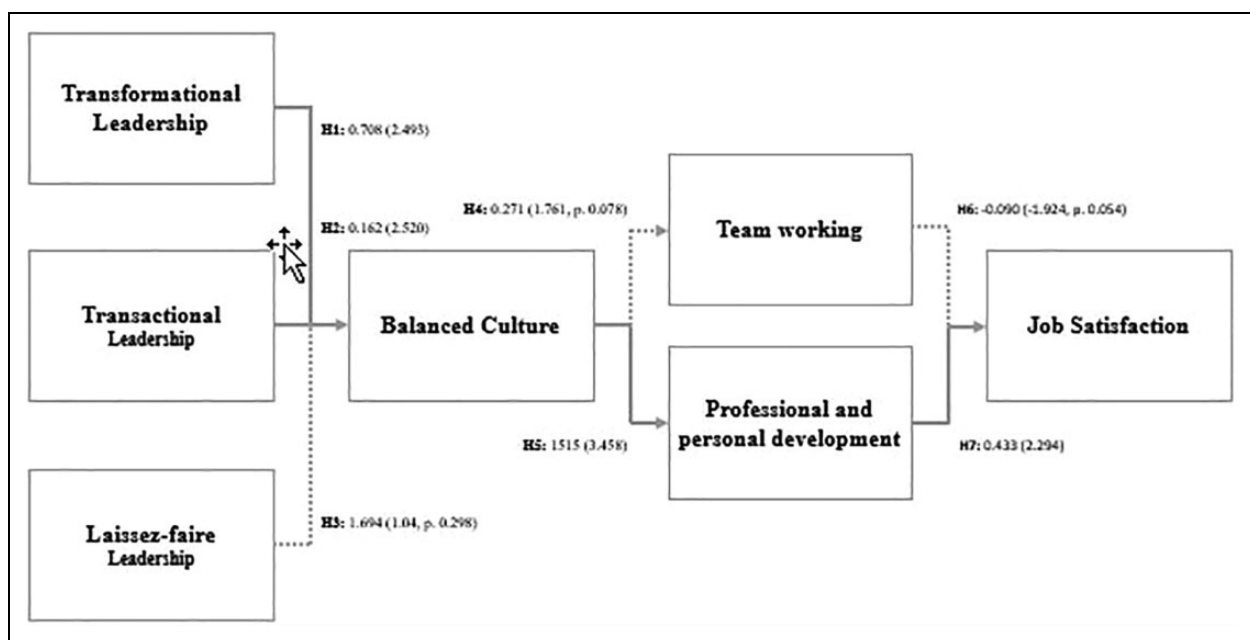 Transformational
Leadership
H1: 0.708 (2.493)
H2: 0.162 (2.520)
Transactional
Leadership
Balanced Culture
H3: 1.694 (1.04, p. 0.298)
Laissez-faire
Leadership
H4: 0.271 (1.761, p. 0.078)
Team working
H5: 1515 (3.458)
Professional and
personal development
H6: -0.090 (-1.924, p. 0.054)
H7: 0.433 (2.294)
Job Satisfaction